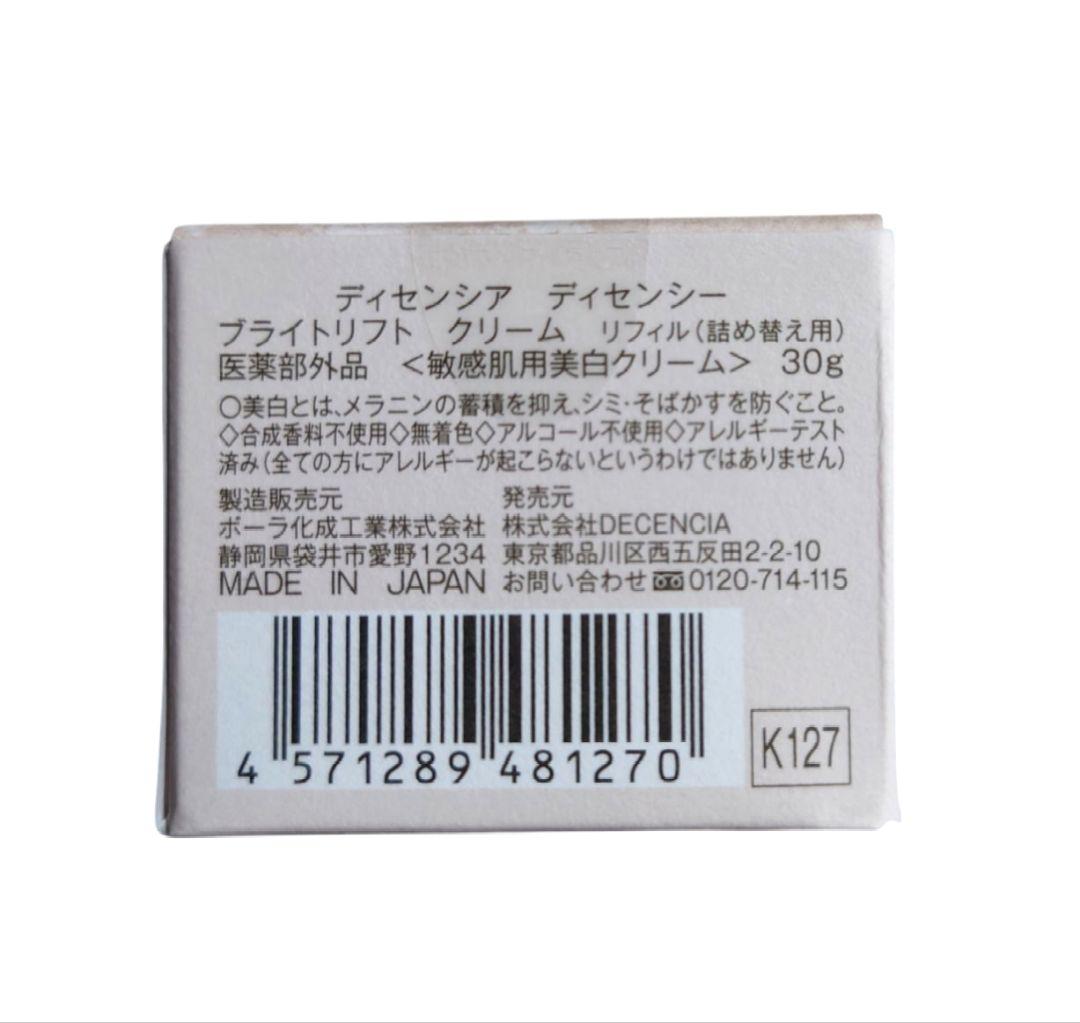 ディセンシア　ディセンシー
ブライトリフト　クリーム　リフィル（詰め替え用）
医薬部外品　＜敏感肌用美白クリーム＞　30g
○美白とは、メラニンの蓄積を抑え、シミ・そばかすを防ぐこと。
◇合成香料不使用◇無着色◇アルコール不使用◇アレルギーテスト
済み（全ての方にアレルギーが起こらないというわけではありません）
製造販売元
ポーラ化成工業株式会社
静岡県袋井市愛野1234
MADE IN JAPAN
発売元
株式会社DECENCIA
東京都品川区西五反田2-2-10
お問い合わせ 0120-714-115
4 571289 481270
K127